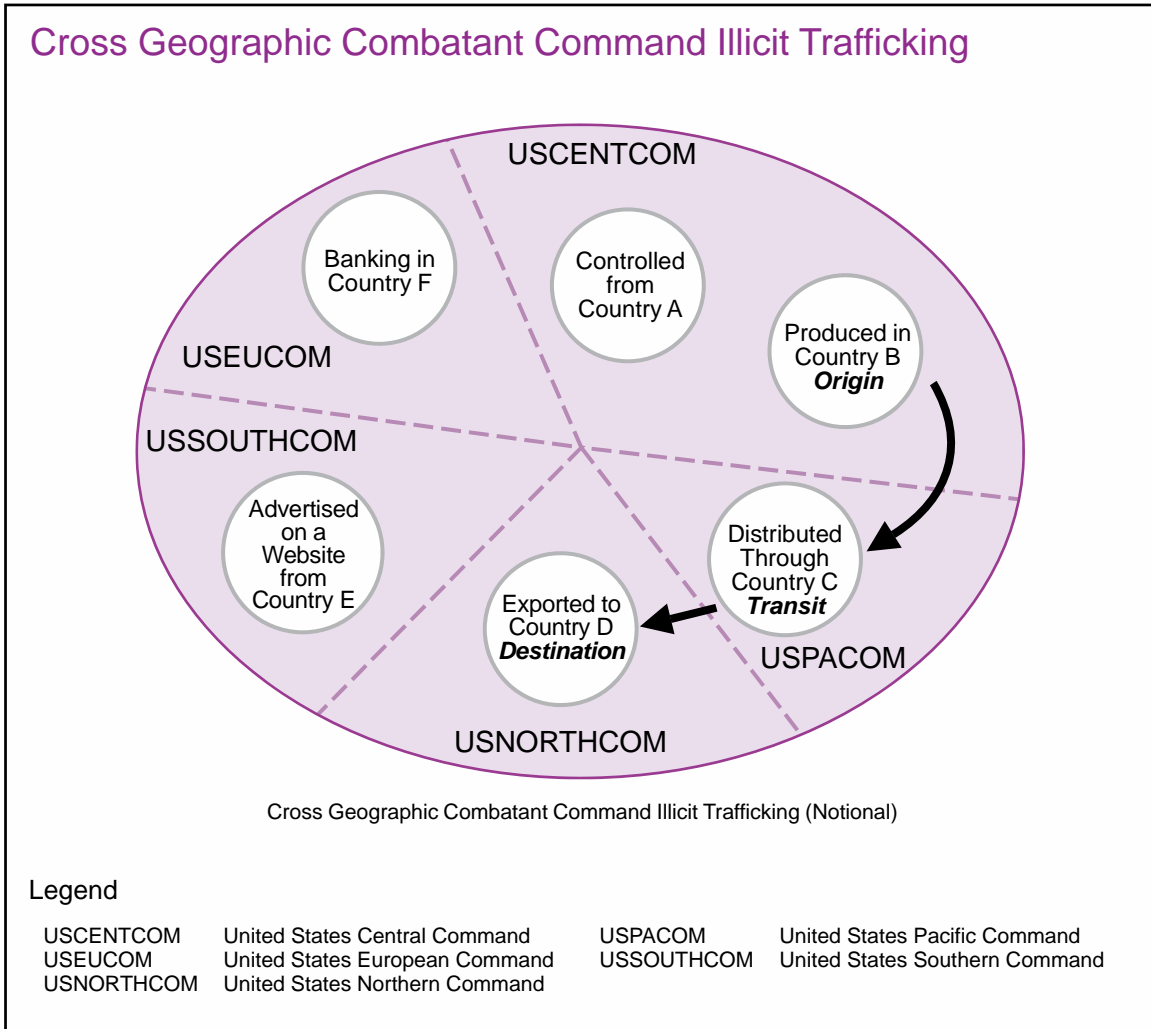 Cross Geographic Combatant Command Illicit Trafficking
USCENTCOM
Banking in
Country F
Controlled
from
Country A
Produced in
Country B
Origin
USEUCOM
USSOUTHCOM
Advertised
on a
Website
from
Country E
Distributed
Through
Country C
Transit
Exported to
Country D
Destination
USPACOM
USNORTHCOM
Cross Geographic Combatant Command Illicit Trafficking (Notional)
Legend
USCENTCOM United States Central Command
USEUCOM United States European Command
USNORTHCOM United States Northern Command
USPACOM United States Pacific Command
USSOUTHCOM United States Southern Command